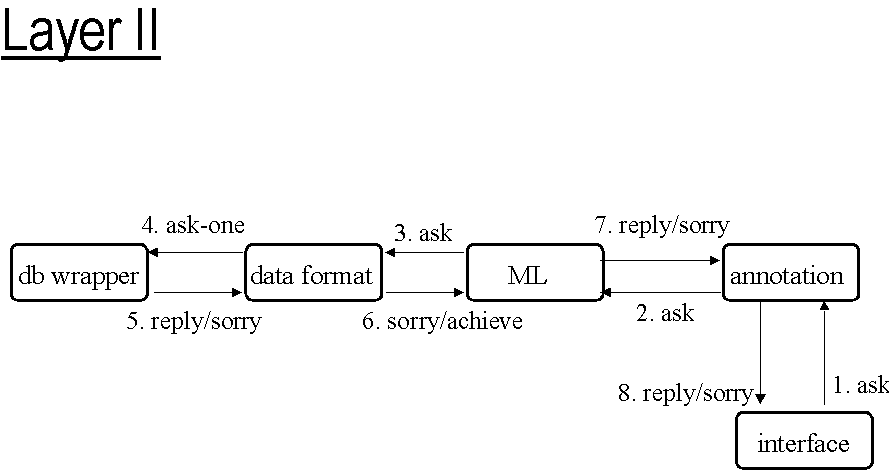 Layer II
4. ask-one
3. ask
7. reply/sorry
db wrapper
data format
ML
annotation
5. reply/sorry
6. sorry/achieve
2. ask
8. reply/sorry
1. ask
interface